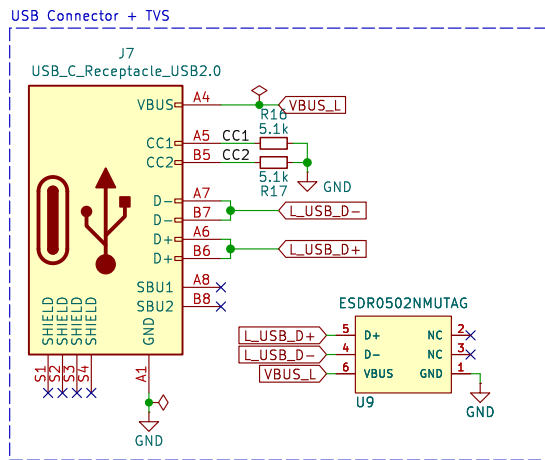 USB Connector + TVS
J7
USB_C_Receptacle_USB2.0
VBUS A4 VBUS_L
R16
CC1 A5 CC1 5.1k
CC2 B5 CC2 5.1k
R17
GND
D- A7
D- B7 L_USB_D-
D+ A6
D+ B6 L_USB_D+
SBU1 A8
SBU2 B8
SHIELD SHIELD SHIELD SHIELD GND
S1 S2 S3 S4 A1
GND
ESDR0502NMUTAG
L_USB_D+ 5 D+ NC 2
L_USB_D- 4 D- NC 3
VBUS_L 6 VBUS GND 1
U9
GND